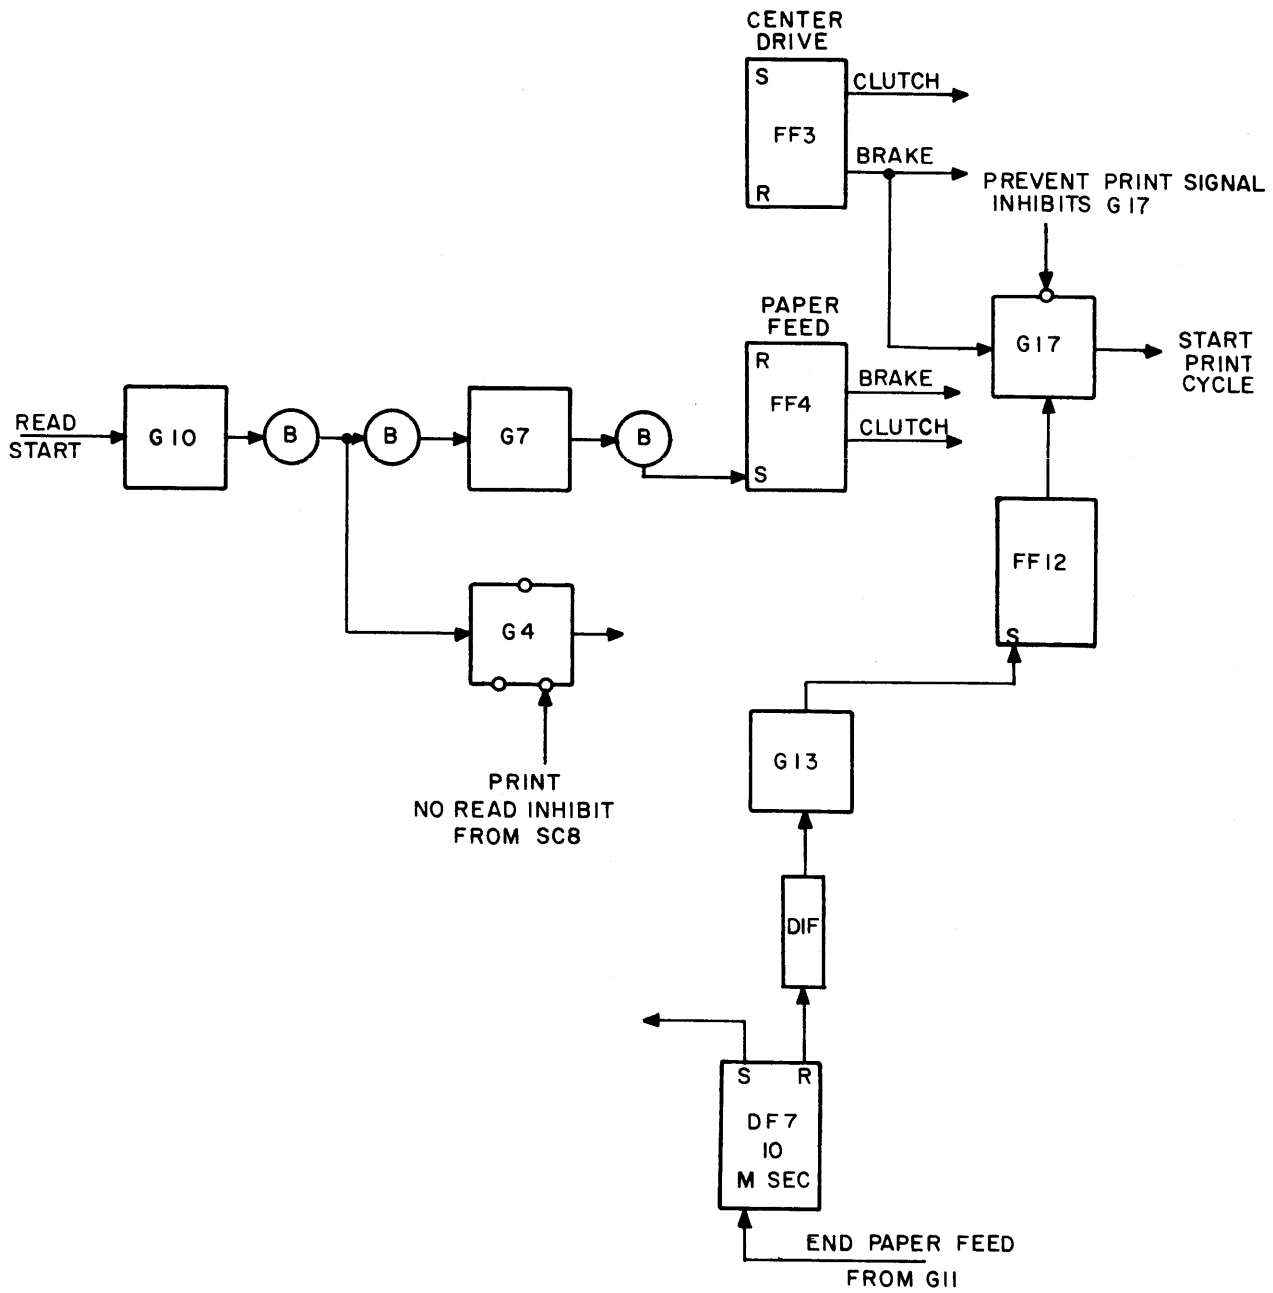 CENTER
DRIVE
S
CLUTCH
FF3
BRAKE
R
PREVENT PRINT SIGNAL
INHIBITS G17
PAPER
FEED
R
BRAKE
FF4
CLUTCH
S
G17
START
PRINT
CYCLE
READ
START
G10
B
B
G7
B
FF12
S
G4
PRINT
NO READ INHIBIT
FROM SC8
G13
DIF
S R
DF7
10
M SEC
END PAPER FEED
FROM G11